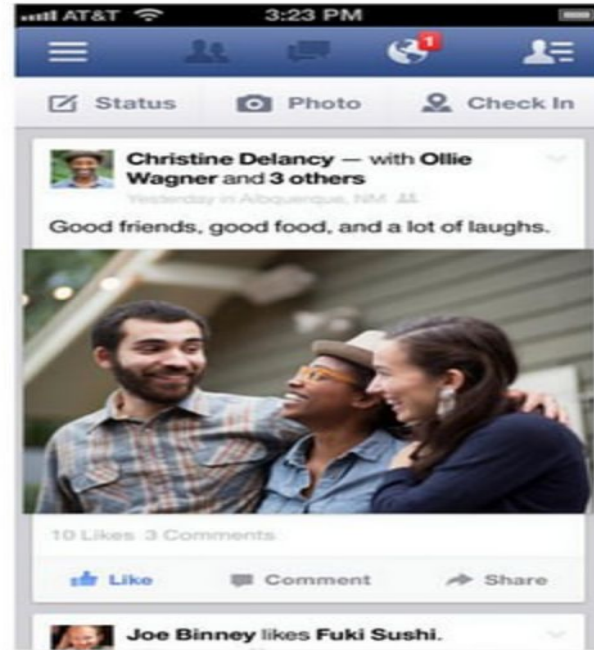 AT&T 3:23 PM
1
Status Photo Check In
Christine Delancy — with Ollie
Wagner and 3 others
Yesterday in Albuquerque, NM
Good friends, good food, and a lot of laughs.
10 Likes 3 Comments
Like Comment Share
Joe Binney likes Fuki Sushi.